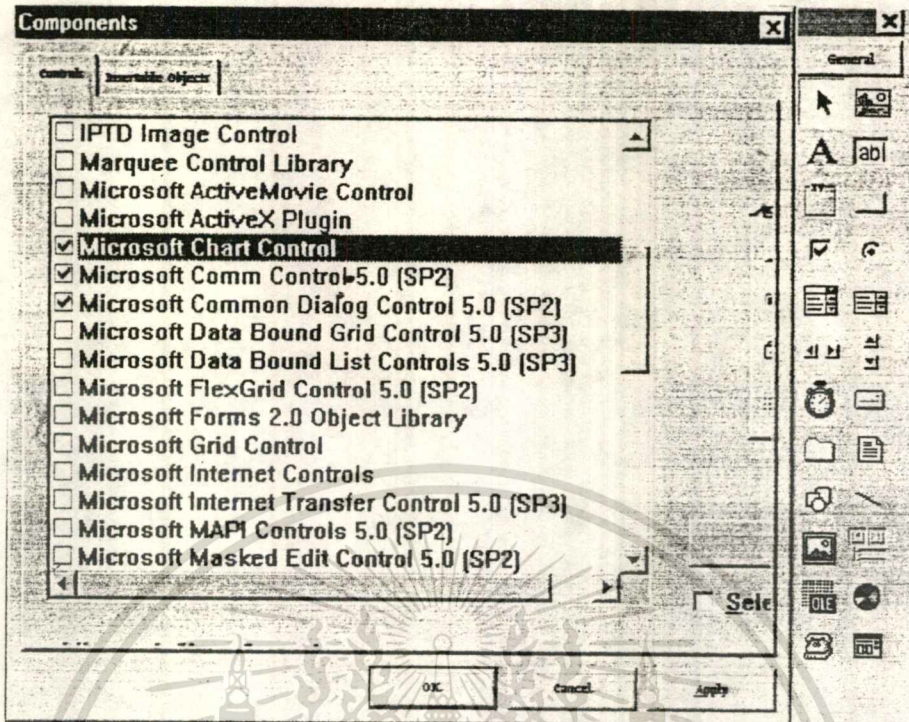 Components
General
Controls
Insertable Objects
IPTD Image Control
Marquee Control Library
Microsoft ActiveMovie Control
Microsoft ActiveX Plugin
Microsoft Chart Control
Microsoft Comm Control 5.0 (SP2)
Microsoft Common Dialog Control 5.0 (SP2)
Microsoft Data Bound Grid Control 5.0 (SP3)
Microsoft Data Bound List Controls 5.0 (SP3)
Microsoft FlexGrid Control 5.0 (SP2)
Microsoft Forms 2.0 Object Library
Microsoft Grid Control
Microsoft Internet Controls
Microsoft Internet Transfer Control 5.0 (SP3)
Microsoft MAPI Controls 5.0 (SP2)
Microsoft Masked Edit Control 5.0 (SP2)
Sele
OK
Cancel
Apply
A
ab
XY
OLE